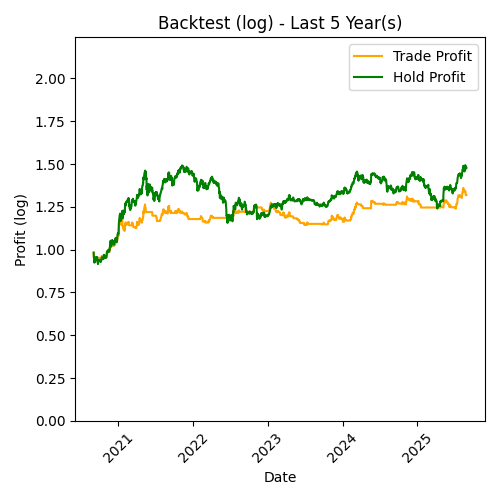 Backtest (log) - Last 5 Year(s)
Trade Profit
Hold Profit
Profit (log)
2.00
1.75
1.50
1.25
1.00
0.75
0.50
0.25
0.00
2021
2022
2023
2024
2025
Date